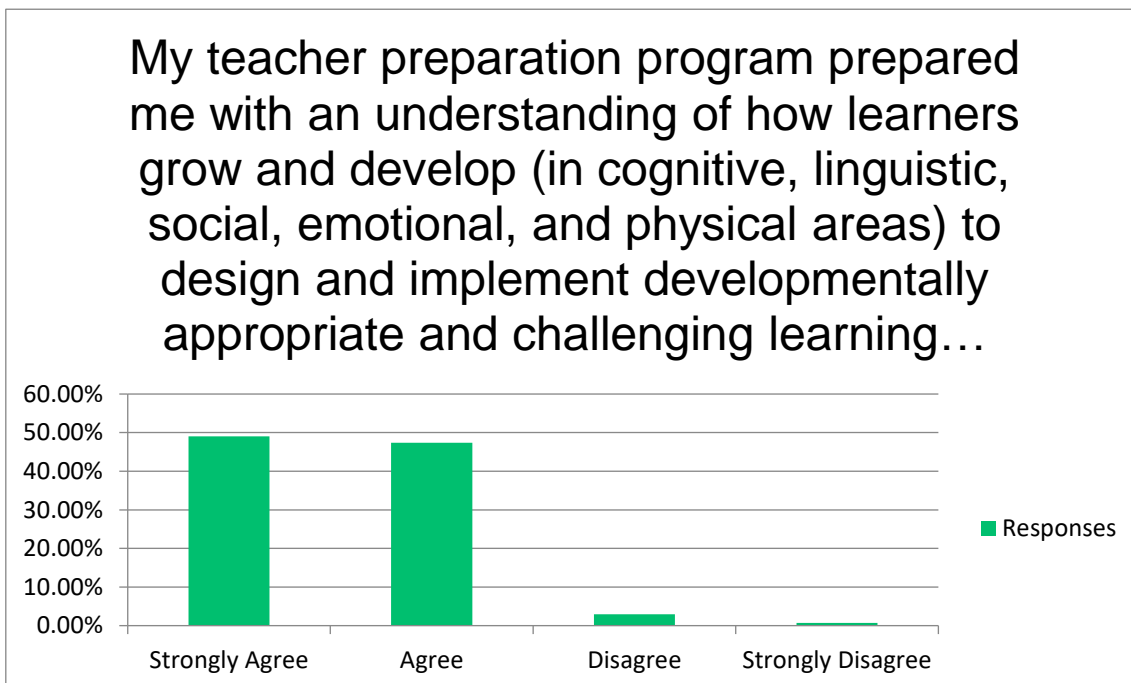 My teacher preparation program prepared
me with an understanding of how learners
grow and develop (in cognitive, linguistic,
social, emotional, and physical areas) to
design and implement developmentally
appropriate and challenging learning…
60.00%
50.00%
40.00%
30.00%
20.00%
10.00%
0.00%
Strongly Agree
Agree
Disagree
Strongly Disagree
Responses